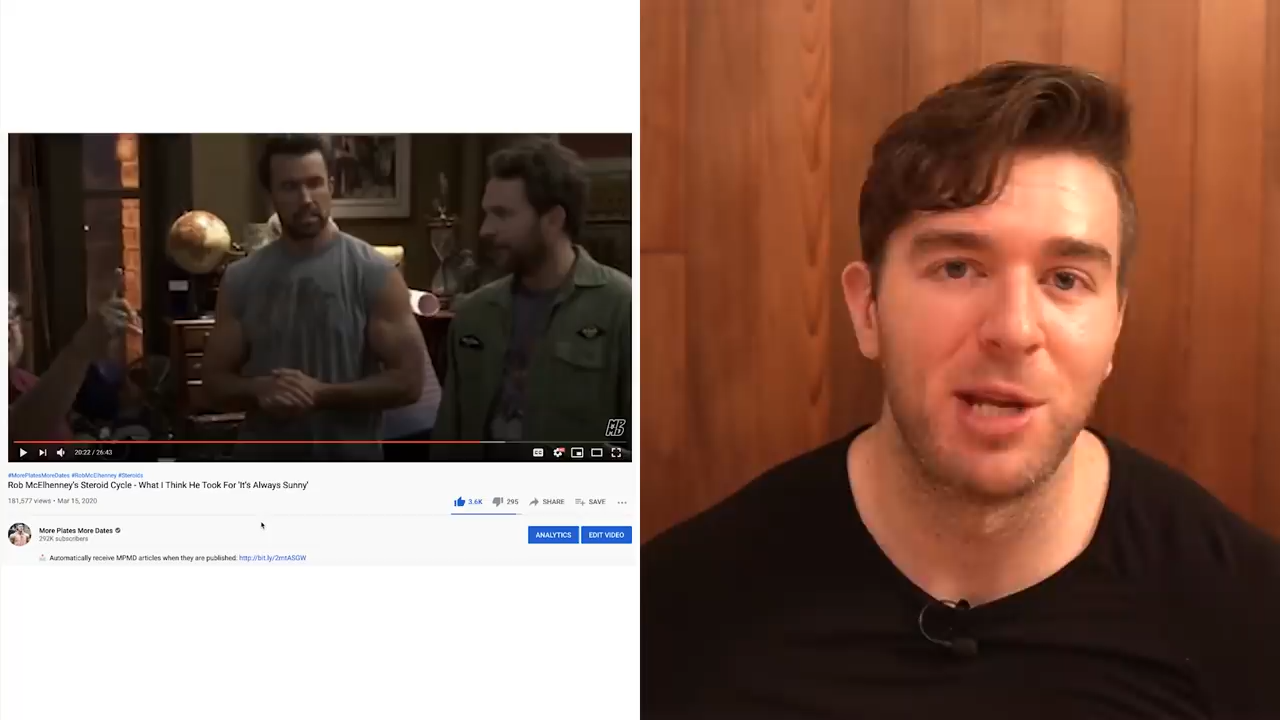 MP
MD
20:22 / 26:43
#MorePlatesMoreDates #RobMcElhenney #Steroids
Rob McElhenney's Steroid Cycle - What I Think He Took For 'It's Always Sunny'
181,577 views • Mar 15, 2020
3.6K 295 SHARE SAVE
More Plates More Dates
292K subscribers
ANALYTICS EDIT VIDEO
Automatically receive MPMD articles when they are published: http://bit.ly/2mtASGW